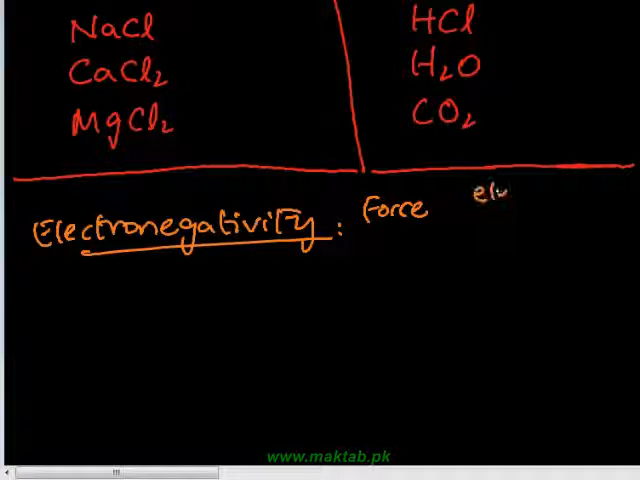 NaCl
HCl
CaCl2
H2O
MgCl2
CO2
Electronegativity: Force
www.maktab.pk